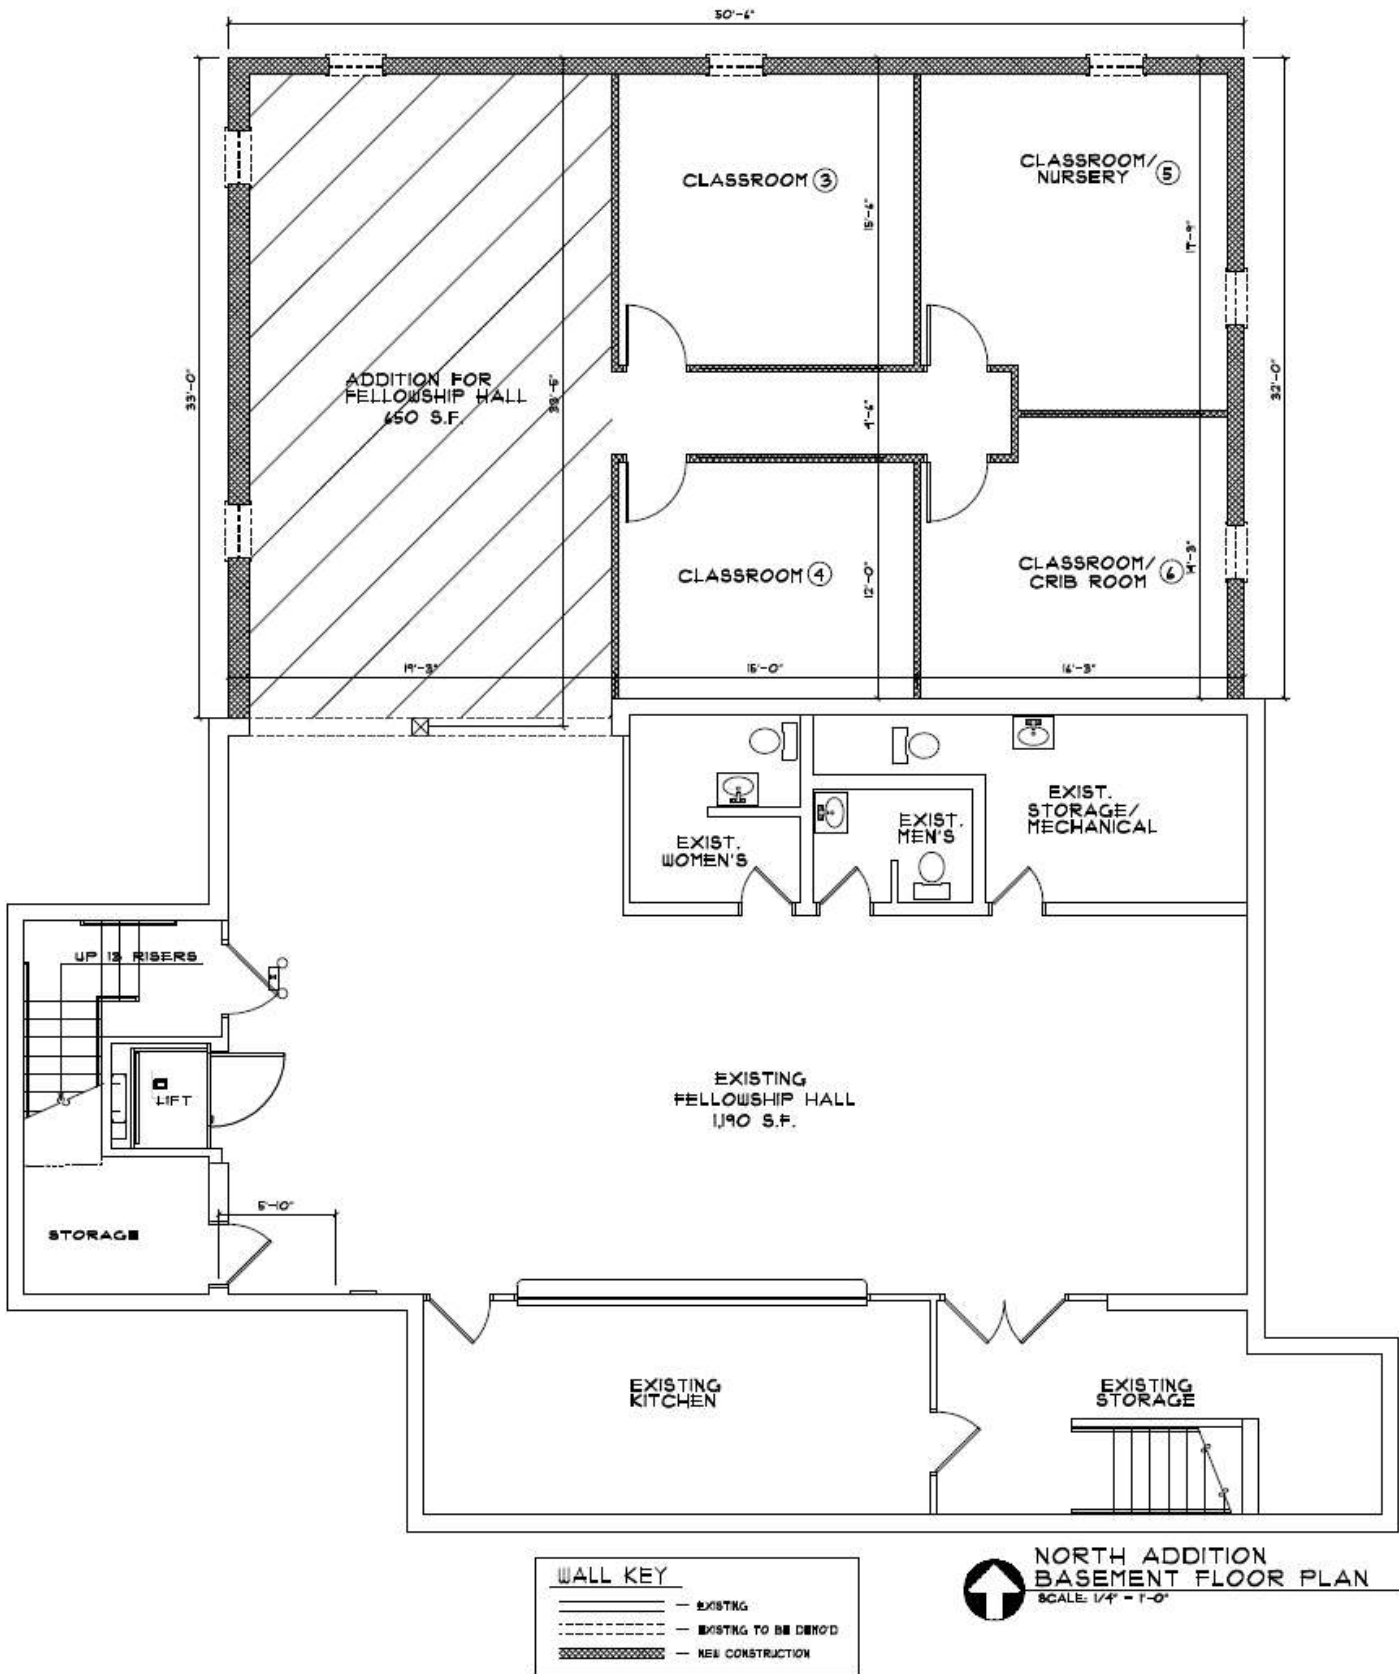 50'-6"
CLASSROOM 3
CLASSROOM/
NURSERY 5
15'-6"
17'-9"
33'-0"
ADDITION FOR
FELLOWSHIP HALL
650 S.F.
32'-0"
4'-6"
CLASSROOM 4
12'-0"
CLASSROOM/
CRIB ROOM 6
14'-3"
19'-3"
15'-0"
16'-3"
EXIST.
WOMEN'S
EXIST.
MEN'S
EXIST.
STORAGE/
MECHANICAL
UP 13 RISERS
LIFT
EXISTING
FELLOWSHIP HALL
1,190 S.F.
5'-10"
STORAGE
EXISTING
KITCHEN
EXISTING
STORAGE
WALL KEY
— EXISTING
— EXISTING TO BE DEMO'D
— NEW CONSTRUCTION
NORTH ADDITION
BASEMENT FLOOR PLAN
SCALE: 1/4" = 1'-0"